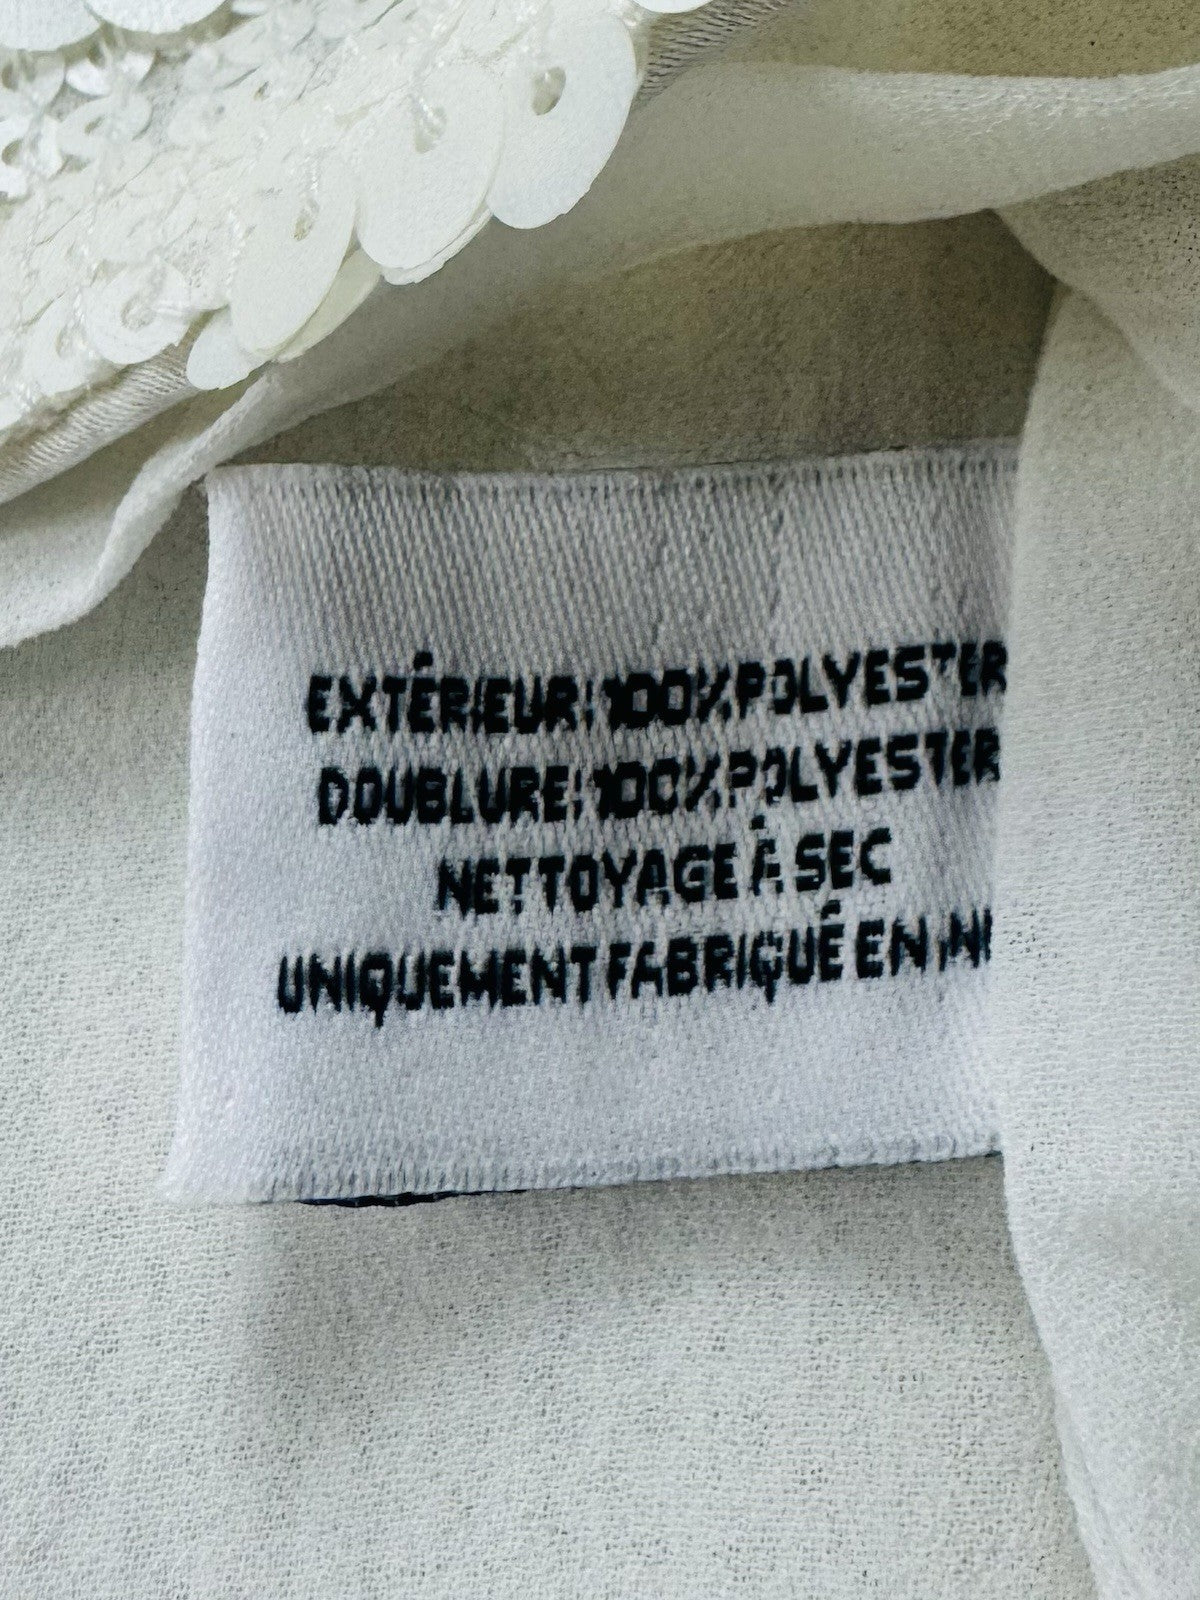 EXTÉRIEUR: 100% POLYESTER
DOUBLURE: 100% POLYESTER
NETTOYAGE À SEC
UNIQUEMENT FABRIQUÉ EN